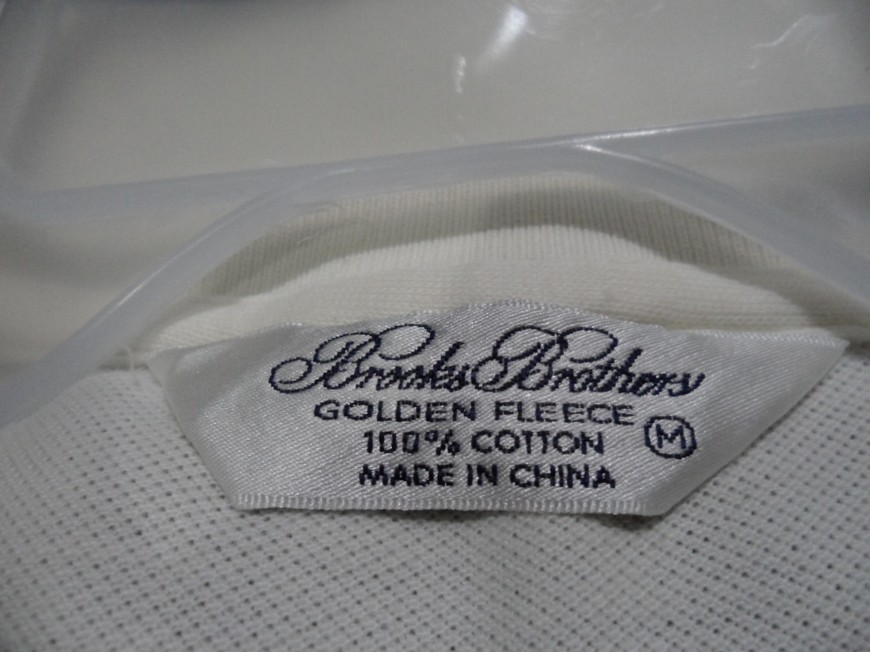 Brooks Brothers
GOLDEN FLEECE
100% COTTON M
MADE IN CHINA